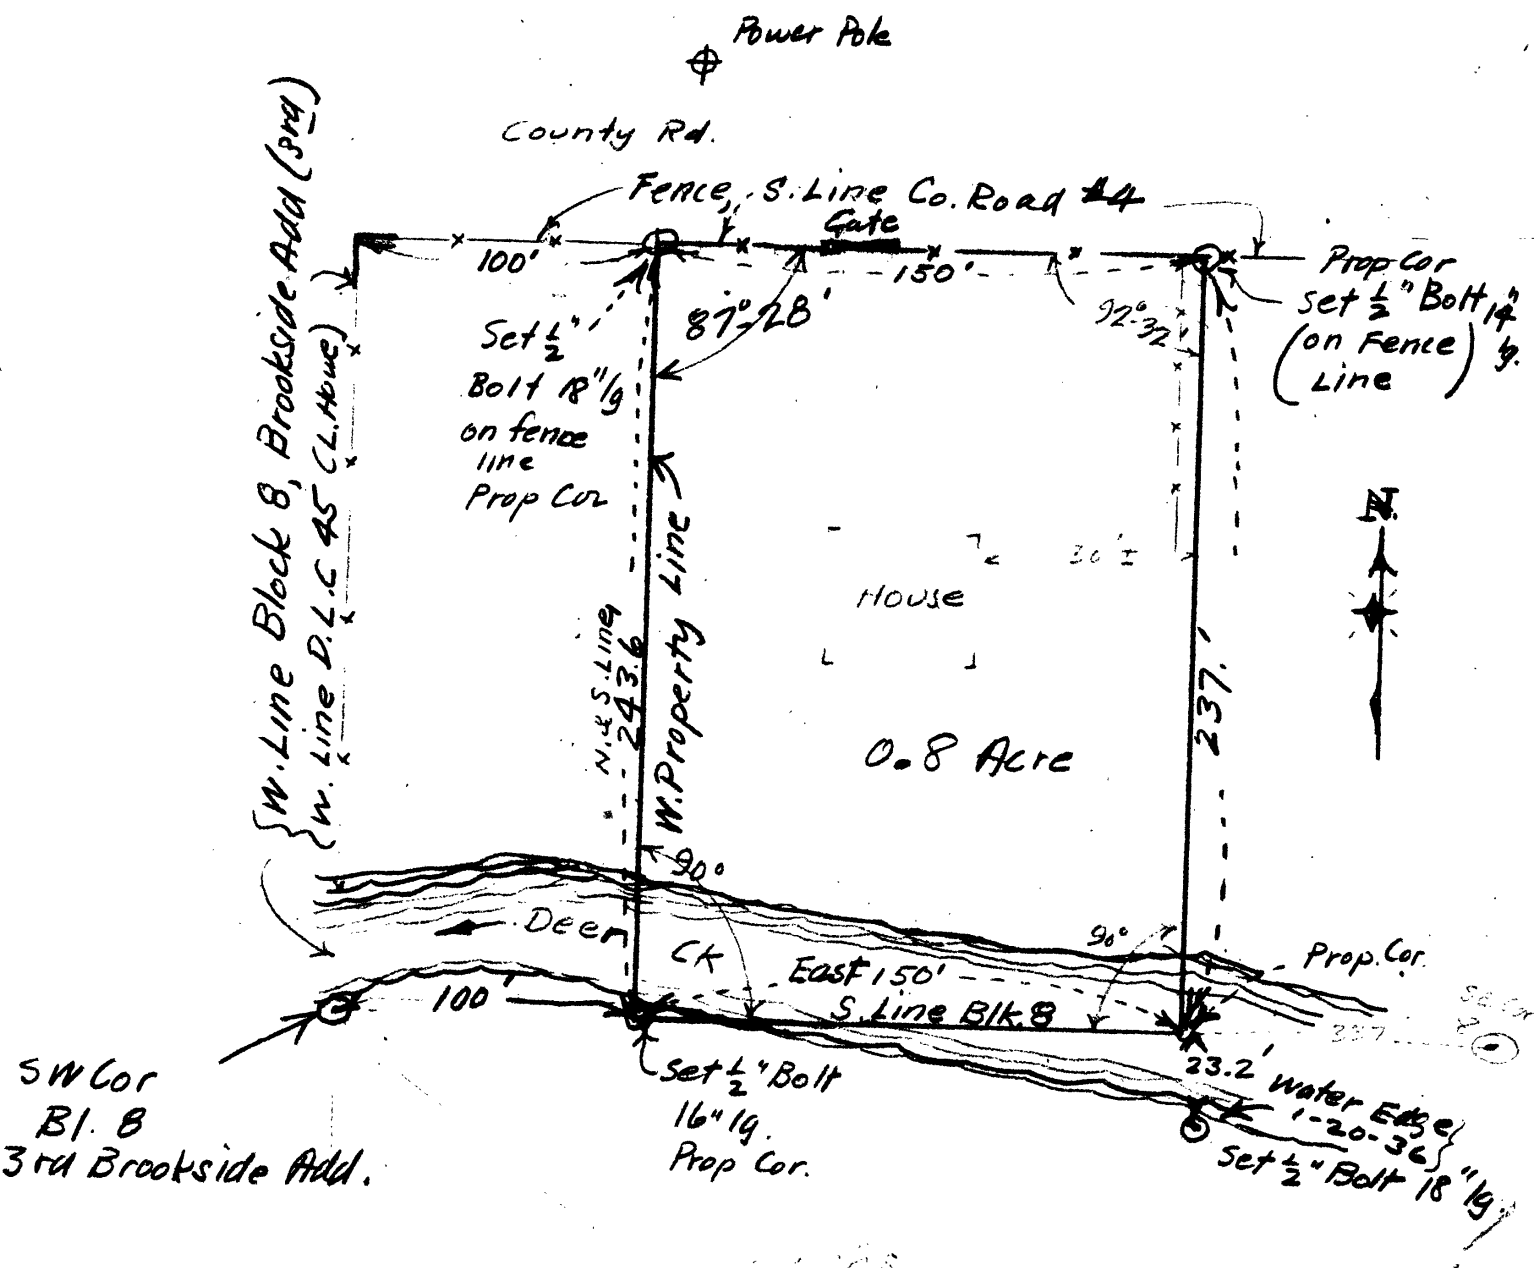 Power Pole
County Rd.
Fence, S. Line Co. Road #4
Gate
100'
150'
Prop Cor
Set 1/2" Bolt 14"
lg.
(on Fence)
Line
87°-28'
92°-32
Set 1/2"
Bolt 18" lg
on fence
line
Prop Cor
W. Line Block 8, Brookside Add (3rd)
W. Line D.L.C 45 (L. Howe)
N
30'±
House
N. & S. Line
243.6
W. Property Line
237.'
0.8 Acre
90°
90°
Deer
CK
East 150'
S. Line Blk. 8
Prop. Cor.
100'
SE Cor
337
23.2'
Water Edge
1-20-36
Set 1/2" Bolt 18" lg.
SW Cor
Bl. 8
3rd Brookside Add.
Set 1/2" Bolt
16" lg.
Prop Cor.